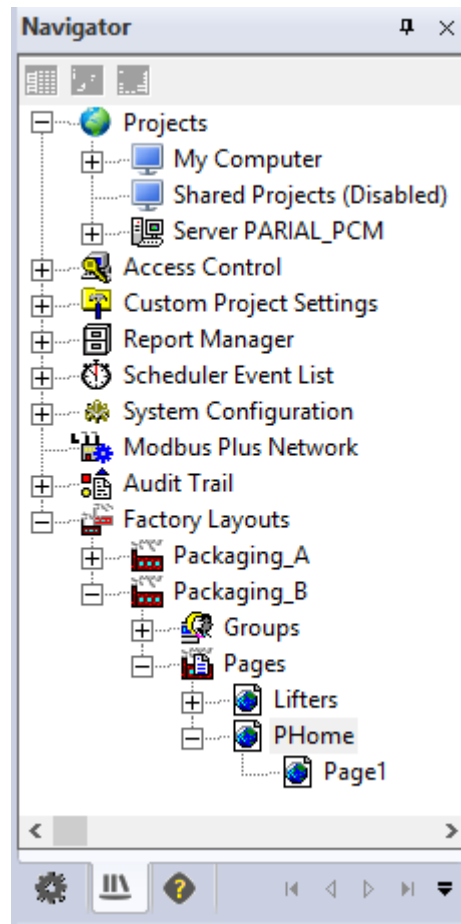 Navigator
Projects
My Computer
Shared Projects (Disabled)
Server PARIAL_PCM
Access Control
Custom Project Settings
Report Manager
Scheduler Event List
System Configuration
Modbus Plus Network
Audit Trail
Factory Layouts
Packaging_A
Packaging_B
Groups
Pages
Lifters
PHome
Page1